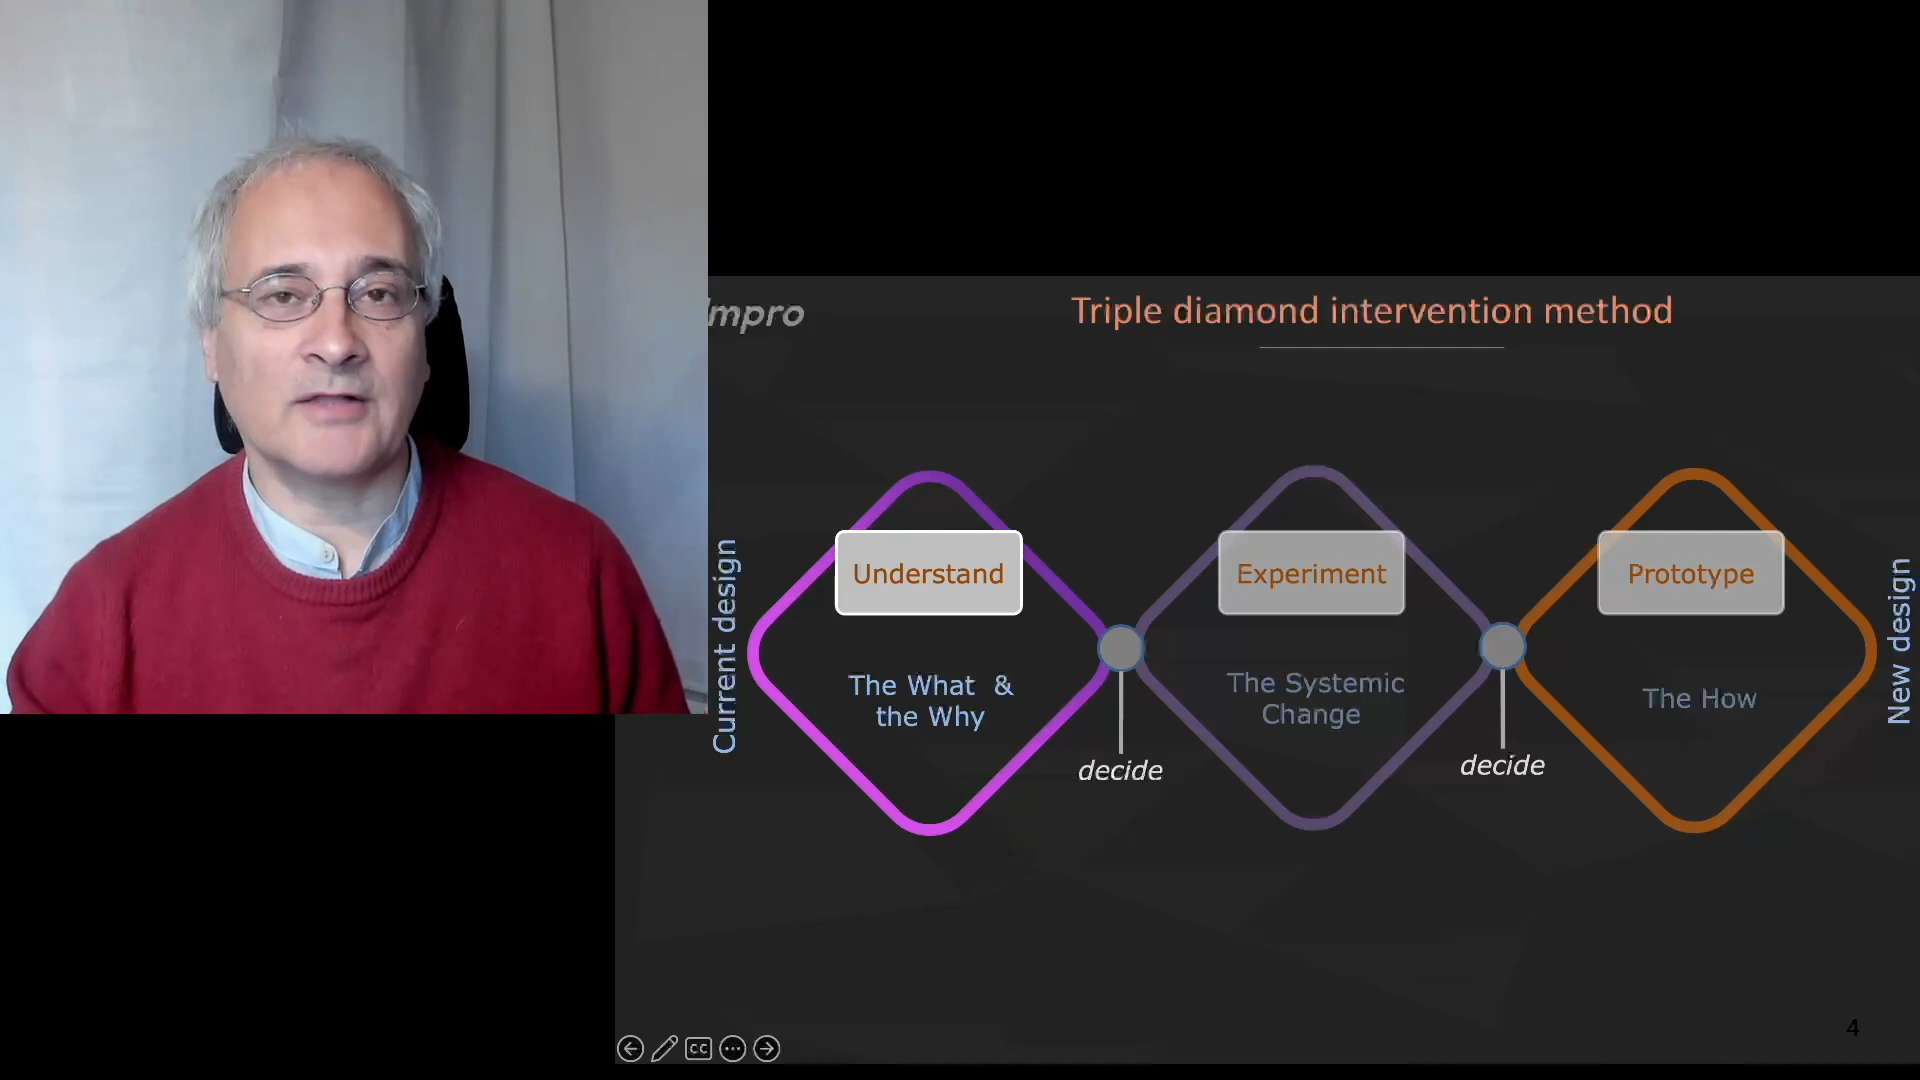 mpro
Triple diamond intervention method
Current design
Understand
The What & 
the Why
decide
Experiment
The Systemic
Change
decide
Prototype
The How
New design
CC
4